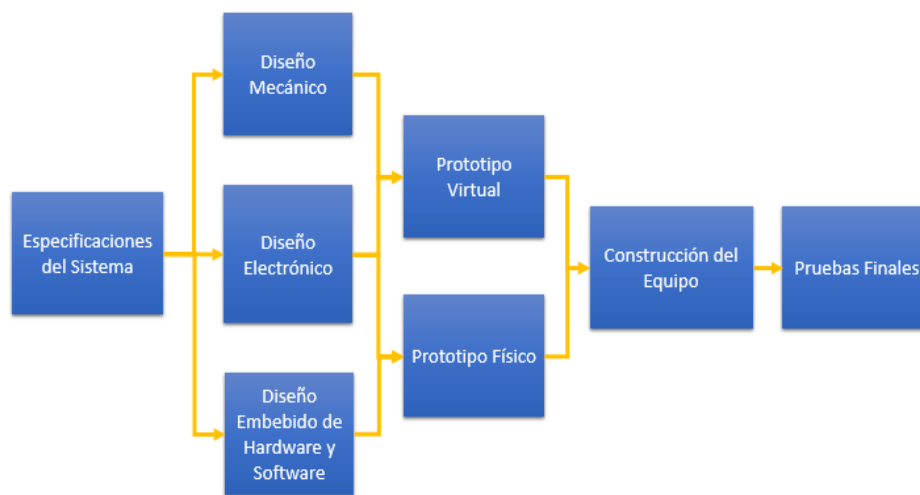 Especificaciones
del Sistema
Diseño
Mecánico
Diseño
Electrónico
Diseño
Embebido de
Hardware y
Software
Prototipo
Virtual
Prototipo Físico
Construcción del
Equipo
Pruebas Finales